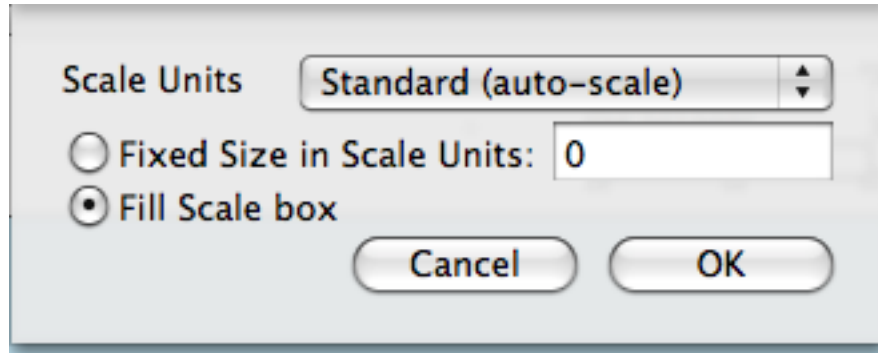 Scale Units Standard (auto-scale)
Fixed Size in Scale Units: 0
Fill Scale box
Cancel OK